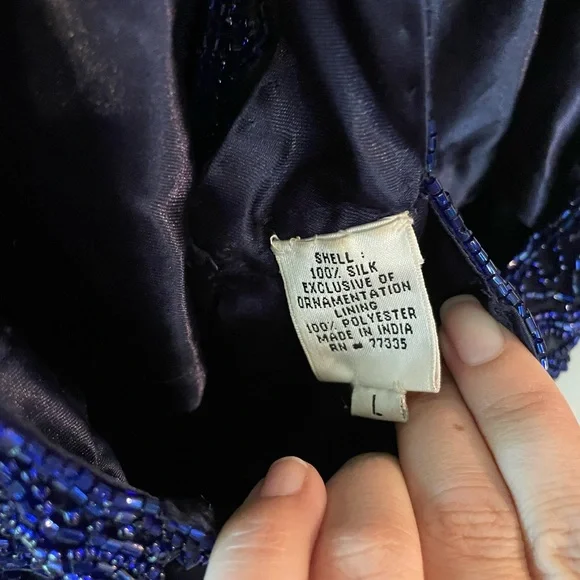 SHELL :
100% SILK
EXCLUSIVE OF
ORNAMENTATION
LINING
100% POLYESTER
MADE IN INDIA
RN = 77335
L